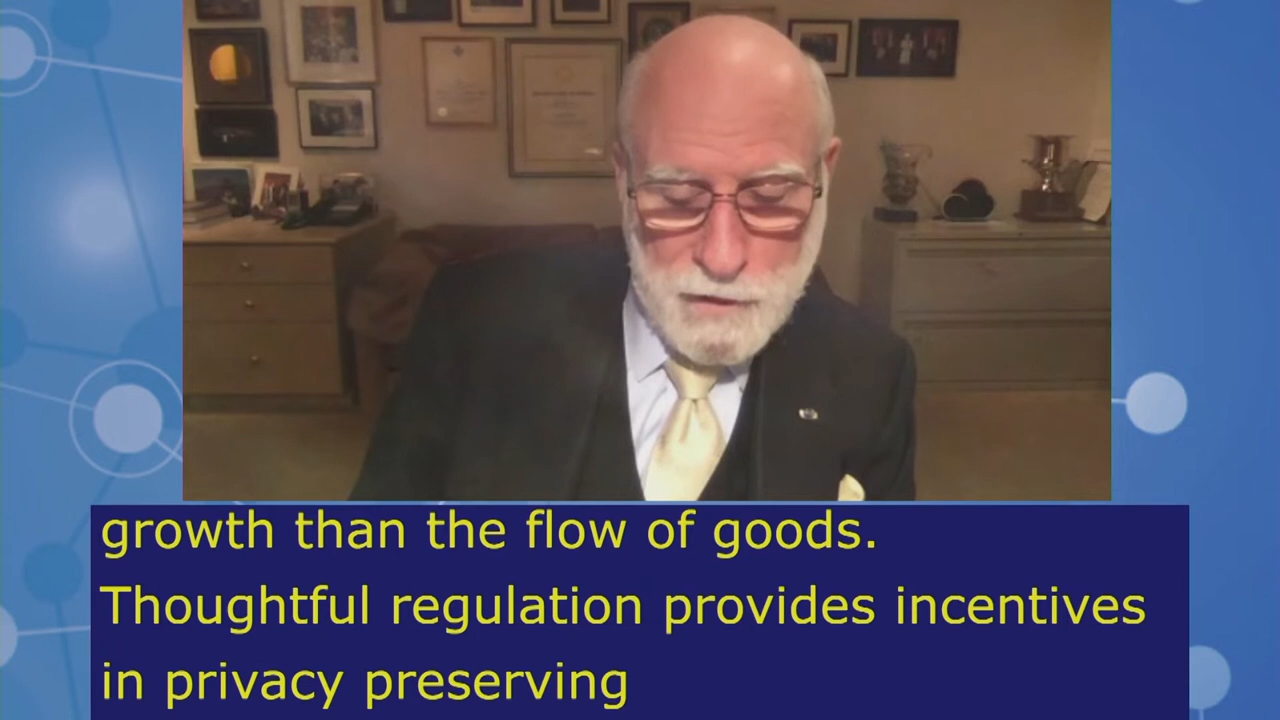 growth than the flow of goods.
Thoughtful regulation provides incentives
in privacy preserving